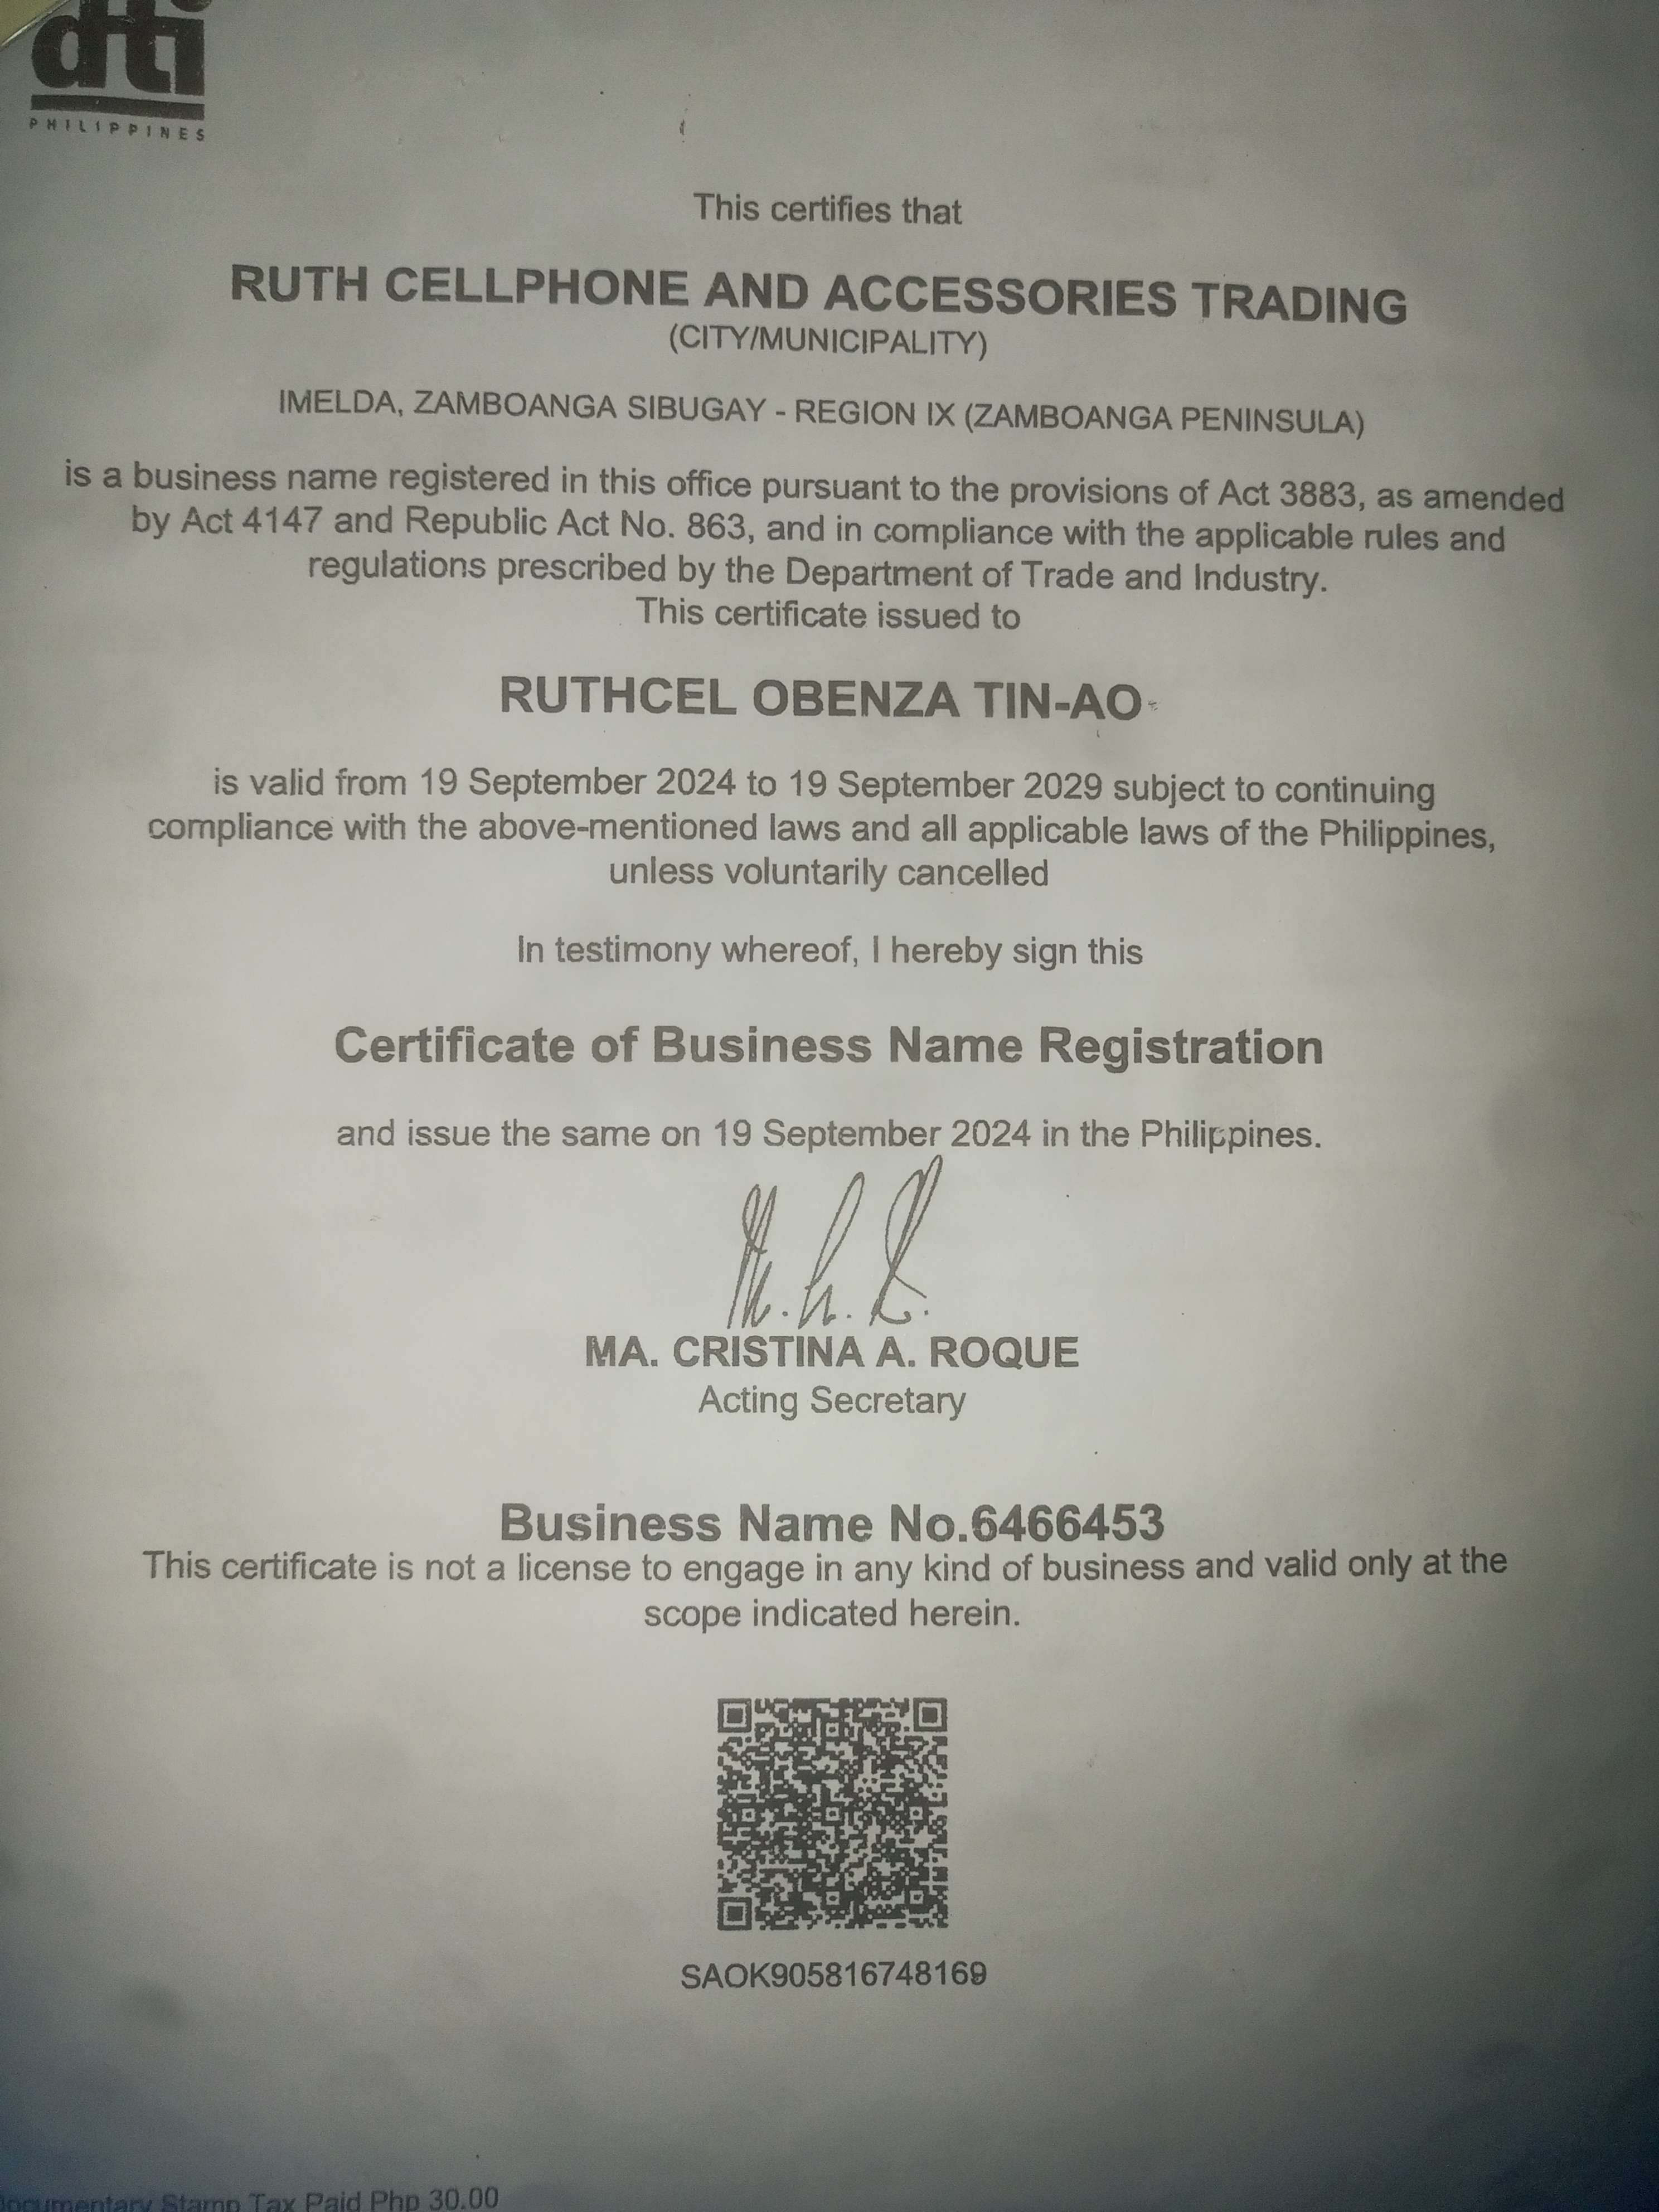 dti
PHILIPPINES
This certifies that
RUTH CELLPHONE AND ACCESSORIES TRADING
(CITY/MUNICIPALITY)
IMELDA, ZAMBOANGA SIBUGAY - REGION IX (ZAMBOANGA PENINSULA)
is a business name registered in this office pursuant to the provisions of Act 3883, as amended
by Act 4147 and Republic Act No. 863, and in compliance with the applicable rules and
regulations prescribed by the Department of Trade and Industry.
This certificate issued to
RUTHCEL OBENZA TIN-AO
is valid from 19 September 2024 to 19 September 2029 subject to continuing
compliance with the above-mentioned laws and all applicable laws of the Philippines,
unless voluntarily cancelled
In testimony whereof, I hereby sign this
Certificate of Business Name Registration
and issue the same on 19 September 2024 in the Philippines.
MA. CRISTINA A. ROQUE
Acting Secretary
Business Name No.6466453
This certificate is not a license to engage in any kind of business and valid only at the
scope indicated herein.
SAOK905816748169
Documentary Stamp Tax Paid Php 30.00